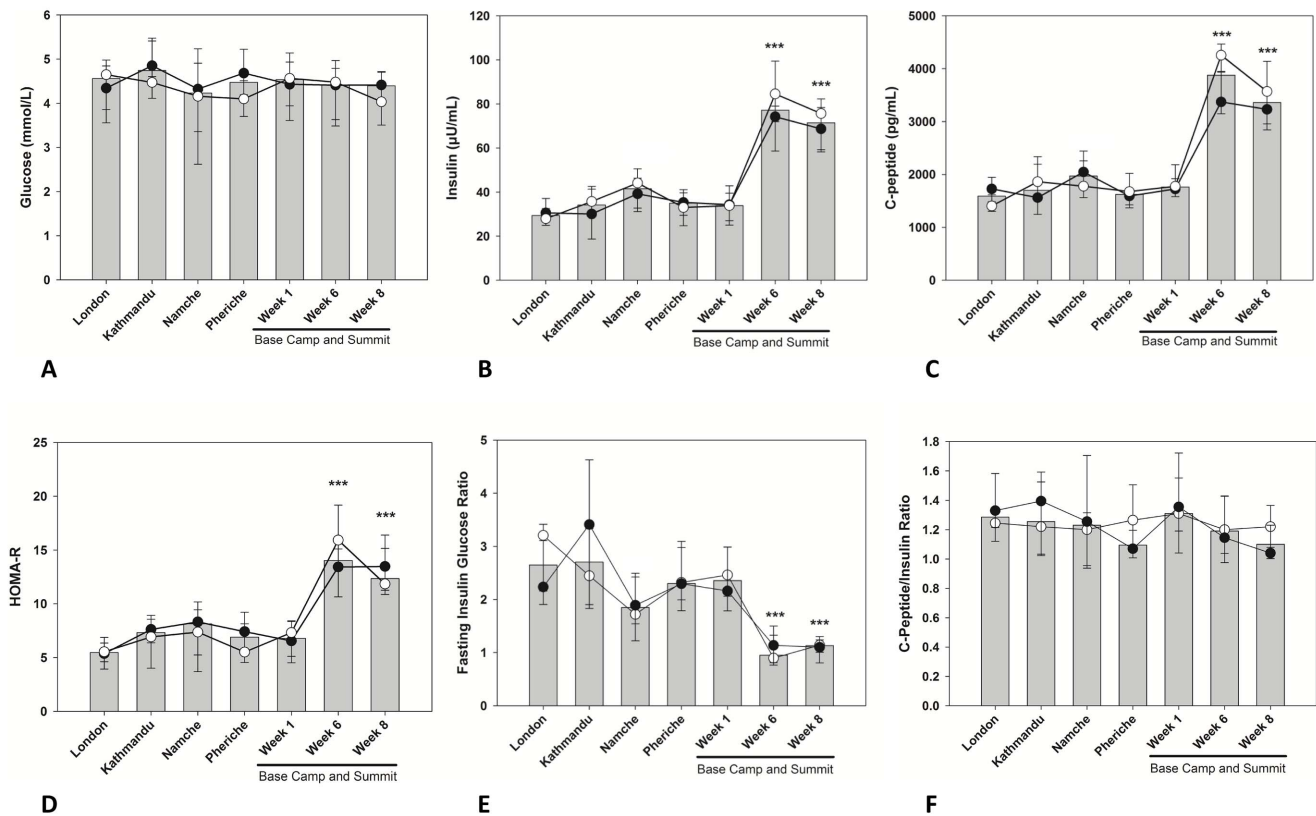 Glucose (mmol/L)
6
5
4
3
2
1
0
London
Kathmandu
Namche
Pheriche
Week 1
Week 6
Week 8
Base Camp and Summit
A
Insulin (µU/mL)
120
100
80
60
40
20
0
***
***
London
Kathmandu
Namche
Pheriche
Week 1
Week 6
Week 8
Base Camp and Summit
B
C-peptide (pg/mL)
5000
4000
3000
2000
1000
0
***
***
London
Kathmandu
Namche
Pheriche
Week 1
Week 6
Week 8
Base Camp and Summit
C
HOMA-R
25
20
15
10
5
0
***
***
London
Kathmandu
Namche
Pheriche
Week 1
Week 6
Week 8
Base Camp and Summit
D
Fasting Insulin Glucose Ratio
5
4
3
2
1
0
***
***
London
Kathmandu
Namche
Pheriche
Week 1
Week 6
Week 8
Base Camp and Summit
E
C-Peptide/Insulin Ratio
1.8
1.6
1.4
1.2
1.0
0.8
0.6
0.4
0.2
0.0
London
Kathmandu
Namche
Pheriche
Week 1
Week 6
Week 8
Base Camp and Summit
F